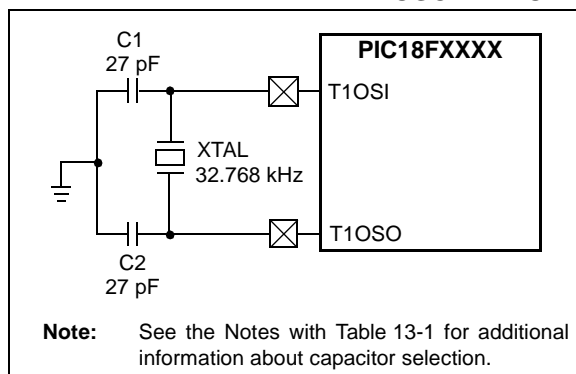 C1
27 pF
PIC18FXXXX
T1OSI
XTAL
32.768 kHz
T1OSO
C2
27 pF
Note: See the Notes with Table 13-1 for additional
information about capacitor selection.